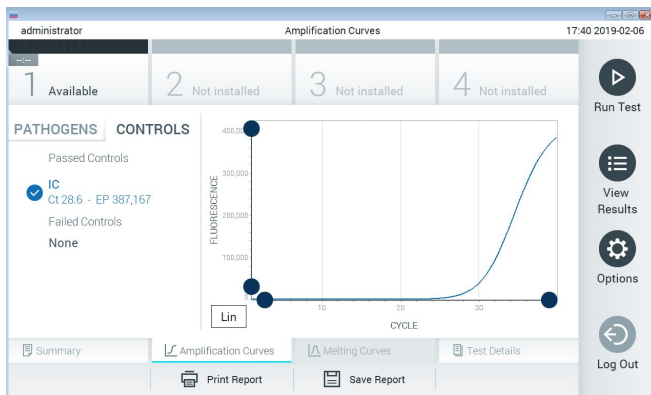 administrator
Amplification Curves
17:40 2019-02-06
--:--
1 Available
2 Not installed
3 Not installed
4 Not installed
Run Test
PATHOGENS
CONTROLS
Passed Controls
IC
Ct 28.6 - EP 387,167
Failed Controls
None
FLUORESCENCE
400,00
300,000
200,000
100,000
0
10
20
30
CYCLE
Lin
View
Results
Options
Summary
Amplification Curves
Melting Curves
Test Details
Log Out
Print Report
Save Report